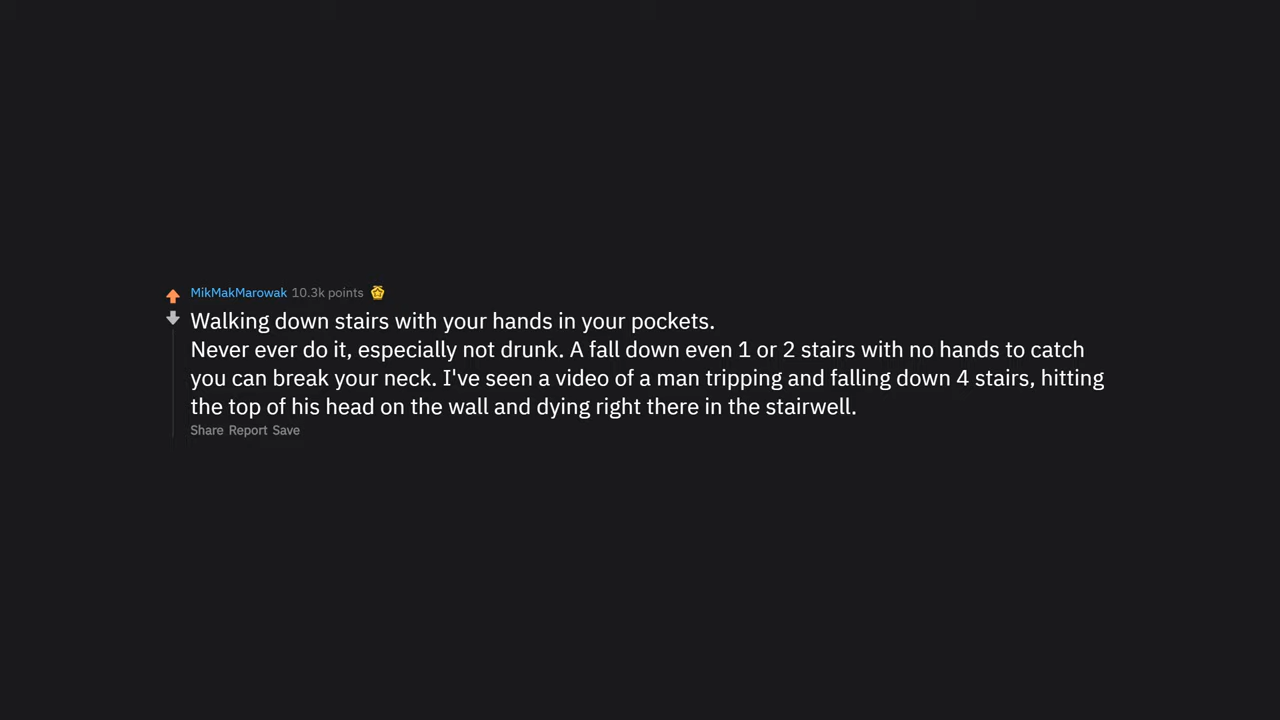 MikMakMarowak 10.3k points
Walking down stairs with your hands in your pockets.
Never ever do it, especially not drunk. A fall down even 1 or 2 stairs with no hands to catch
you can break your neck. I've seen a video of a man tripping and falling down 4 stairs, hitting
the top of his head on the wall and dying right there in the stairwell.
Share Report Save